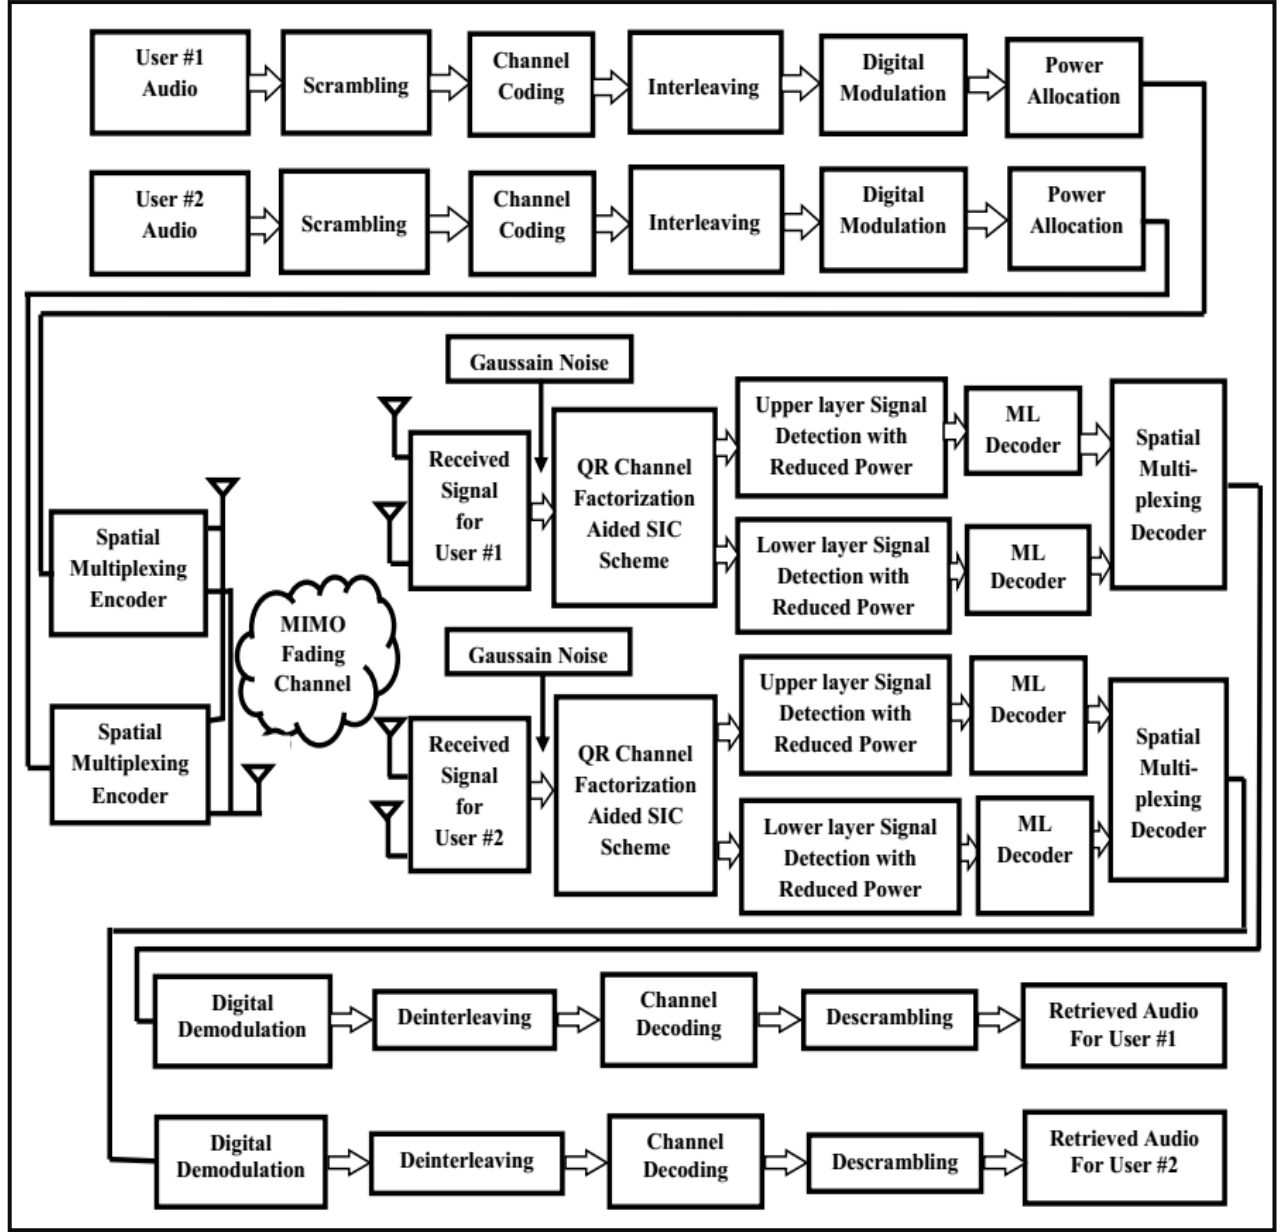 User #1
Audio
Scrambling
Channel
Coding
Interleaving
Digital
Modulation
Power
Allocation
User #2
Audio
Scrambling
Channel
Coding
Interleaving
Digital
Modulation
Power
Allocation
Gaussain Noise
Spatial
Multiplexing
Encoder
Spatial
Multiplexing
Encoder
MIMO
Fading
Channel
Received
Signal
for
User #1
QR Channel
Factorization
Aided SIC
Scheme
Upper layer Signal
Detection with
Reduced Power
ML
Decoder
Lower layer Signal
Detection with
Reduced Power
ML
Decoder
Spatial
Multi-
plexing
Decoder
Gaussain Noise
Received
Signal
for
User #2
QR Channel
Factorization
Aided SIC
Scheme
Upper layer Signal
Detection with
Reduced Power
ML
Decoder
Lower layer Signal
Detection with
Reduced Power
ML
Decoder
Spatial
Multi-
plexing
Decoder
Digital
Demodulation
Deinterleaving
Channel
Decoding
Descrambling
Retrieved Audio
For User #1
Digital
Demodulation
Deinterleaving
Channel
Decoding
Descrambling
Retrieved Audio
For User #2